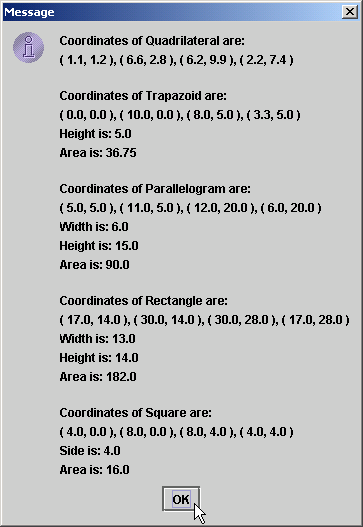 Message
Coordinates of Quadrilateral are:
( 1.1, 1.2 ), ( 6.6, 2.8 ), ( 6.2, 9.9 ), ( 2.2, 7.4 )
Coordinates of Trapazoid are:
( 0.0, 0.0 ), ( 10.0, 0.0 ), ( 8.0, 5.0 ), ( 3.3, 5.0 )
Height is: 5.0
Area is: 36.75
Coordinates of Parallelogram are:
( 5.0, 5.0 ), ( 11.0, 5.0 ), ( 12.0, 20.0 ), ( 6.0, 20.0 )
Width is: 6.0
Height is: 15.0
Area is: 90.0
Coordinates of Rectangle are:
( 17.0, 14.0 ), ( 30.0, 14.0 ), ( 30.0, 28.0 ), ( 17.0, 28.0 )
Width is: 13.0
Height is: 14.0
Area is: 182.0
Coordinates of Square are:
( 4.0, 0.0 ), ( 8.0, 0.0 ), ( 8.0, 4.0 ), ( 4.0, 4.0 )
Side is: 4.0
Area is: 16.0
OK